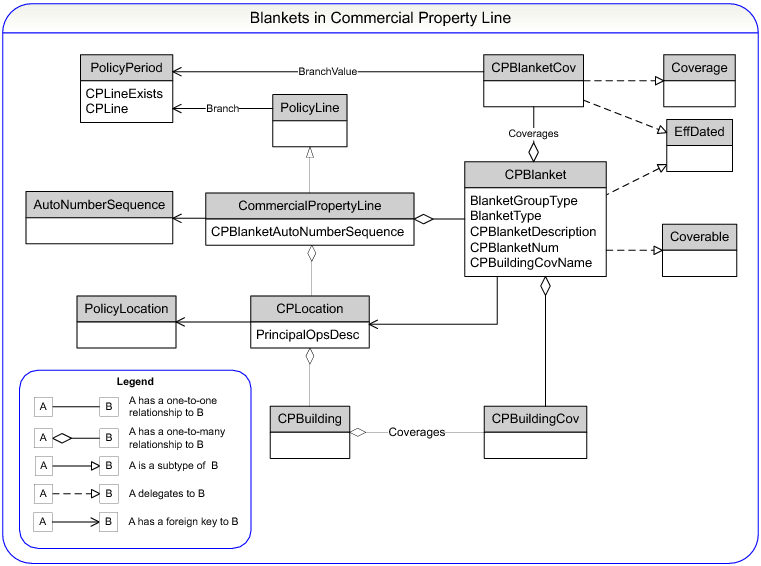 Blankets in Commercial Property Line
PolicyPeriod
CPLineExists
CPLine
BranchValue
CPBlanketCov
Coverage
Branch
PolicyLine
EffDated
Coverages
CPBlanket
BlanketGroupType
BlanketType
CPBlanketDescription
CPBlanketNum
CPBuildingCovName
AutoNumberSequence
CommercialPropertyLine
CPBlanketAutoNumberSequence
Coverable
PolicyLocation
CPLocation
PrincipalOpsDesc
CPBuilding
Coverages
CPBuildingCov
Legend
A
B
A has a one-to-one
relationship to B
A
B
A has a one-to-many
relationship to B
A
B
A is a subtype of B
A
B
A delegates to B
A
B
A has a foreign key to B